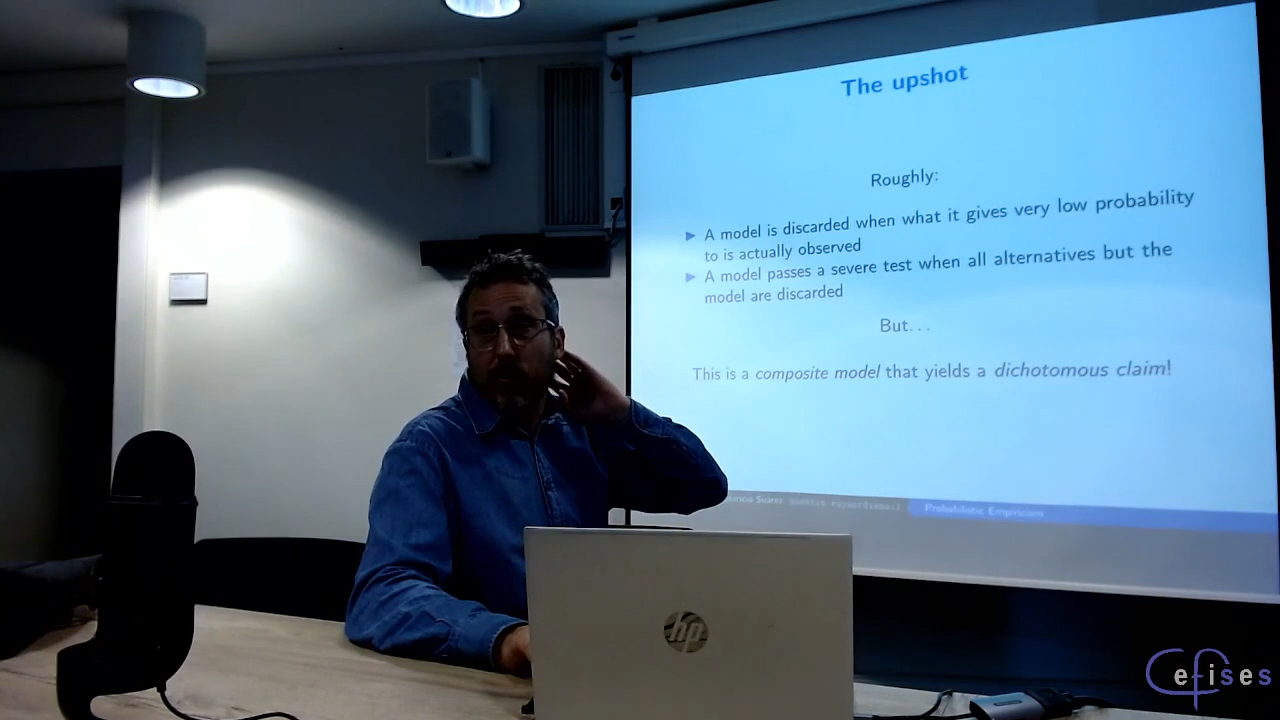 The upshot
Roughly:
A model is discarded when what it gives very low probability
to is actually observed
A model passes a severe test when all alternatives but the
model are discarded
But...
This is a composite model that yields a dichotomous claim!
Suárez
Probabilistic Empiricism
hp
Cefises